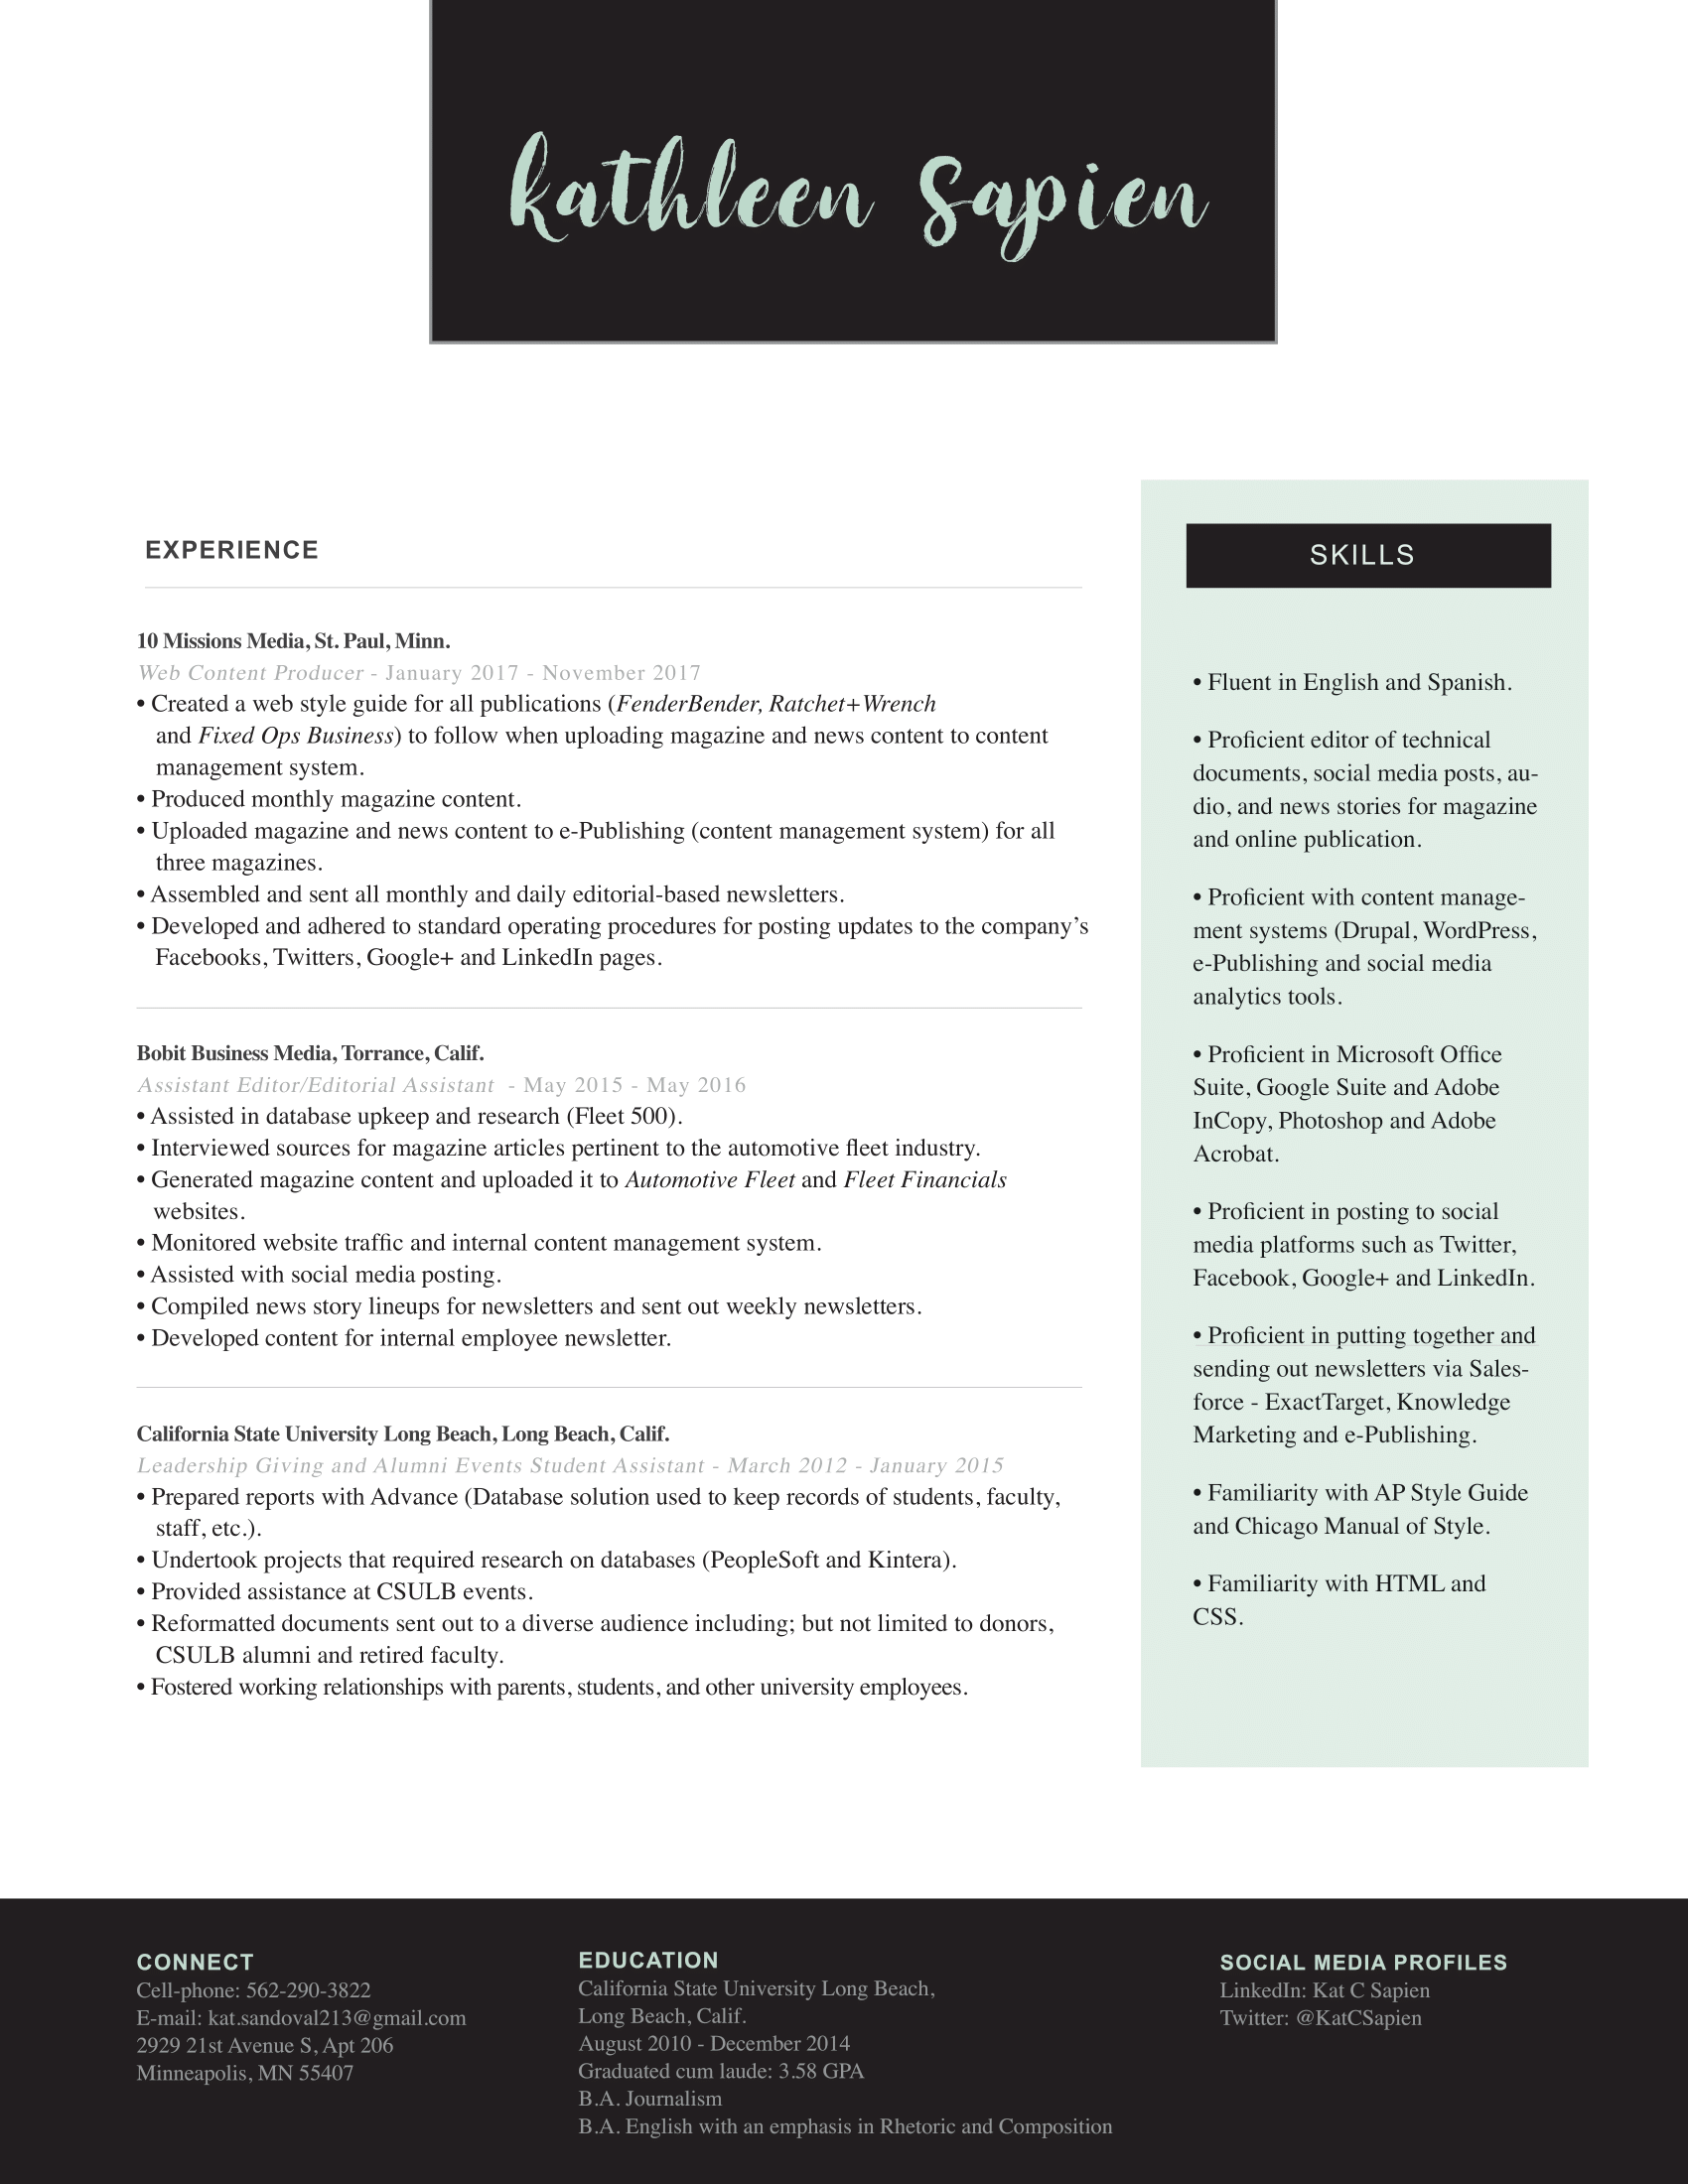 kathleen Sapien
EXPERIENCE
10 Missions Media, St. Paul, Minn.
Web Content Producer - January 2017 - November 2017
• Created a web style guide for all publications (FenderBender, Ratchet+Wrench
and Fixed Ops Business) to follow when uploading magazine and news content to content
management system.
• Produced monthly magazine content.
• Uploaded magazine and news content to e-Publishing (content management system) for all
three magazines.
• Assembled and sent all monthly and daily editorial-based newsletters.
• Developed and adhered to standard operating procedures for posting updates to the company’s
Facebooks, Twitters, Google+ and LinkedIn pages.
Bobit Business Media, Torrance, Calif.
Assistant Editor/Editorial Assistant - May 2015 - May 2016
• Assisted in database upkeep and research (Fleet 500).
• Interviewed sources for magazine articles pertinent to the automotive fleet industry.
• Generated magazine content and uploaded it to Automotive Fleet and Fleet Financials
websites.
• Monitored website traffic and internal content management system.
• Assisted with social media posting.
• Compiled news story lineups for newsletters and sent out weekly newsletters.
• Developed content for internal employee newsletter.
California State University Long Beach, Long Beach, Calif.
Leadership Giving and Alumni Events Student Assistant - March 2012 - January 2015
• Prepared reports with Advance (Database solution used to keep records of students, faculty,
staff, etc.).
• Undertook projects that required research on databases (PeopleSoft and Kintera).
• Provided assistance at CSULB events.
• Reformatted documents sent out to a diverse audience including; but not limited to donors,
CSULB alumni and retired faculty.
• Fostered working relationships with parents, students, and other university employees.
SKILLS
• Fluent in English and Spanish.
• Proficient editor of technical
documents, social media posts, au-
dio, and news stories for magazine
and online publication.
• Proficient with content manage-
ment systems (Drupal, WordPress,
e-Publishing and social media
analytics tools.
• Proficient in Microsoft Office
Suite, Google Suite and Adobe
InCopy, Photoshop and Adobe
Acrobat.
• Proficient in posting to social
media platforms such as Twitter,
Facebook, Google+ and LinkedIn.
• Proficient in putting together and
sending out newsletters via Sales-
force - ExactTarget, Knowledge
Marketing and e-Publishing.
• Familiarity with AP Style Guide
and Chicago Manual of Style.
• Familiarity with HTML and
CSS.
CONNECT
Cell-phone: 562-290-3822
E-mail: kat.sandoval213@gmail.com
2929 21st Avenue S, Apt 206
Minneapolis, MN 55407
EDUCATION
California State University Long Beach,
Long Beach, Calif.
August 2010 - December 2014
Graduated cum laude: 3.58 GPA
B.A. Journalism
B.A. English with an emphasis in Rhetoric and Composition
SOCIAL MEDIA PROFILES
LinkedIn: Kat C Sapien
Twitter: @KatCSapien